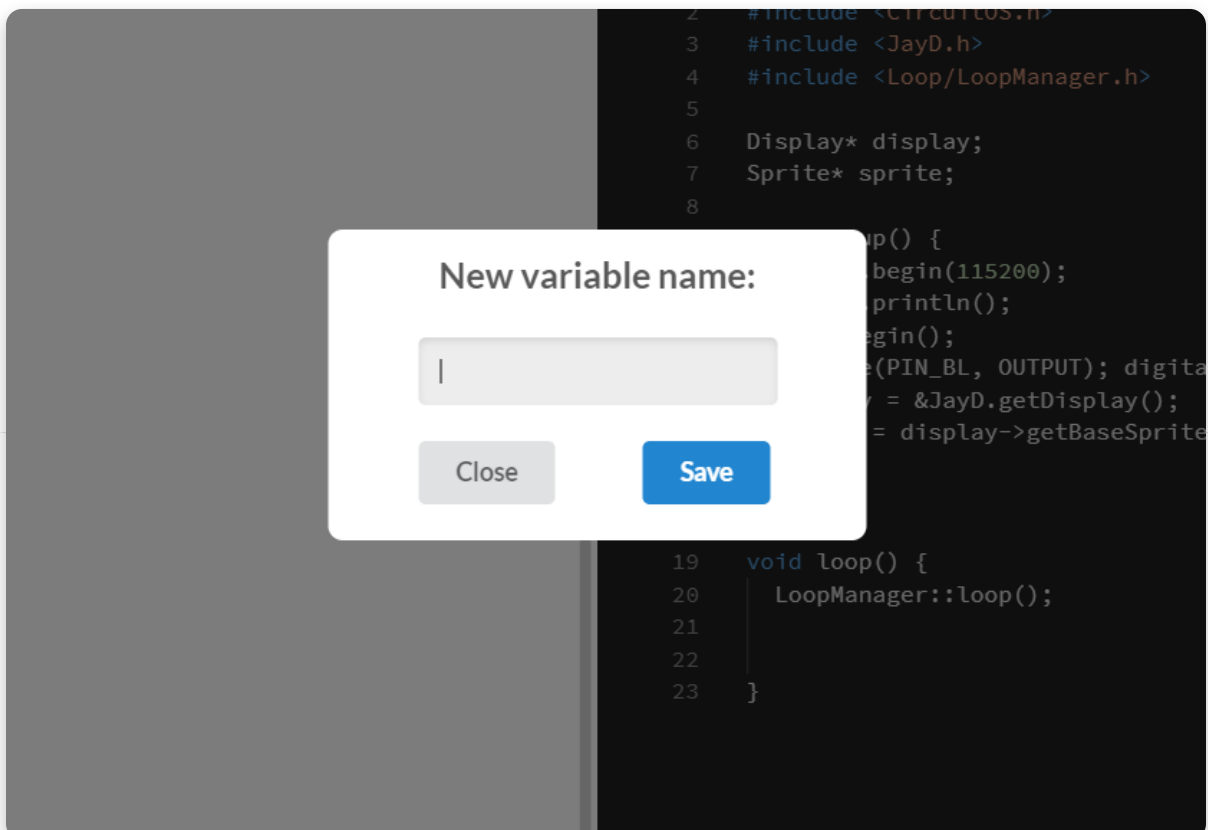 2 #include <CircuitOS.h>
3 #include <JayD.h>
4 #include <Loop/LoopManager.h>
5
6 Display* display;
7 Sprite* sprite;
8
up() {
begin(115200);
.println();
egin();
(PIN_BL, OUTPUT); digita
= &JayD.getDisplay();
= display->getBaseSprite
New variable name:
Close Save
19 void loop() {
20 LoopManager::loop();
21
22
23 }